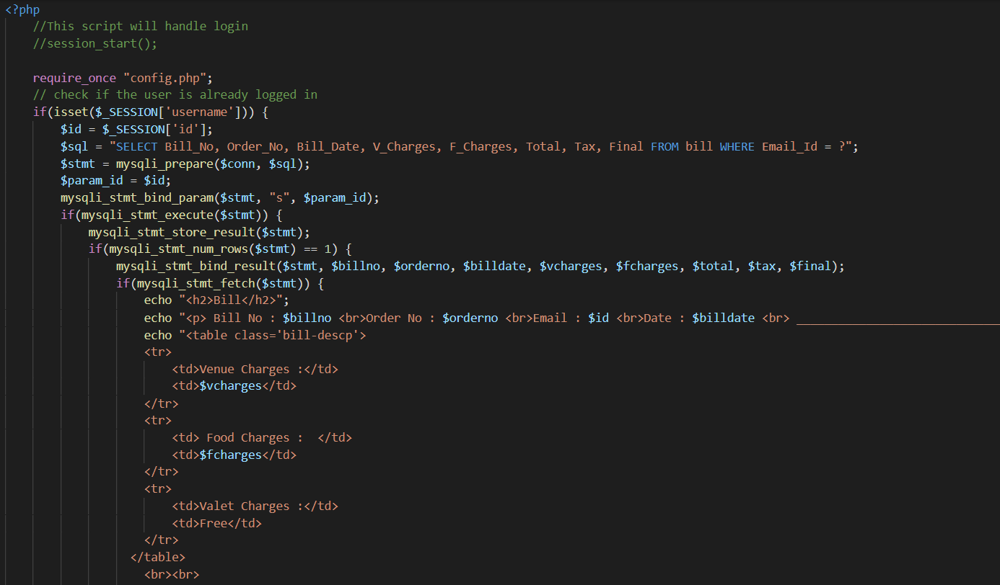 <?php
//This script will handle login
//session_start();
require_once "config.php";
// check if the user is already logged in
if(isset($_SESSION['username'])) {
$id = $_SESSION['id'];
$sql = "SELECT Bill_No, Order_No, Bill_Date, V_Charges, F_Charges, Total, Tax, Final FROM bill WHERE Email_Id = ?";
$stmt = mysqli_prepare($conn, $sql);
$param_id = $id;
mysqli_stmt_bind_param($stmt, "s", $param_id);
if(mysqli_stmt_execute($stmt)) {
mysqli_stmt_store_result($stmt);
if(mysqli_stmt_num_rows($stmt) == 1) {
mysqli_stmt_bind_result($stmt, $billno, $orderno, $billdate, $vcharges, $fcharges, $total, $tax, $final);
if(mysqli_stmt_fetch($stmt)) {
echo "<h2>Bill</h2>";
echo "<p> Bill No : $billno <br>Order No : $orderno <br>Email : $id <br>Date : $billdate <br> ______________________________
echo "<table class='bill-descp'>
<tr>
<td>Venue Charges :</td>
<td>$vcharges</td>
</tr>
<tr>
<td> Food Charges :  </td>
<td>$fcharges</td>
</tr>
<tr>
<td>Valet Charges :</td>
<td>Free</td>
</tr>
</table>
<br><br>